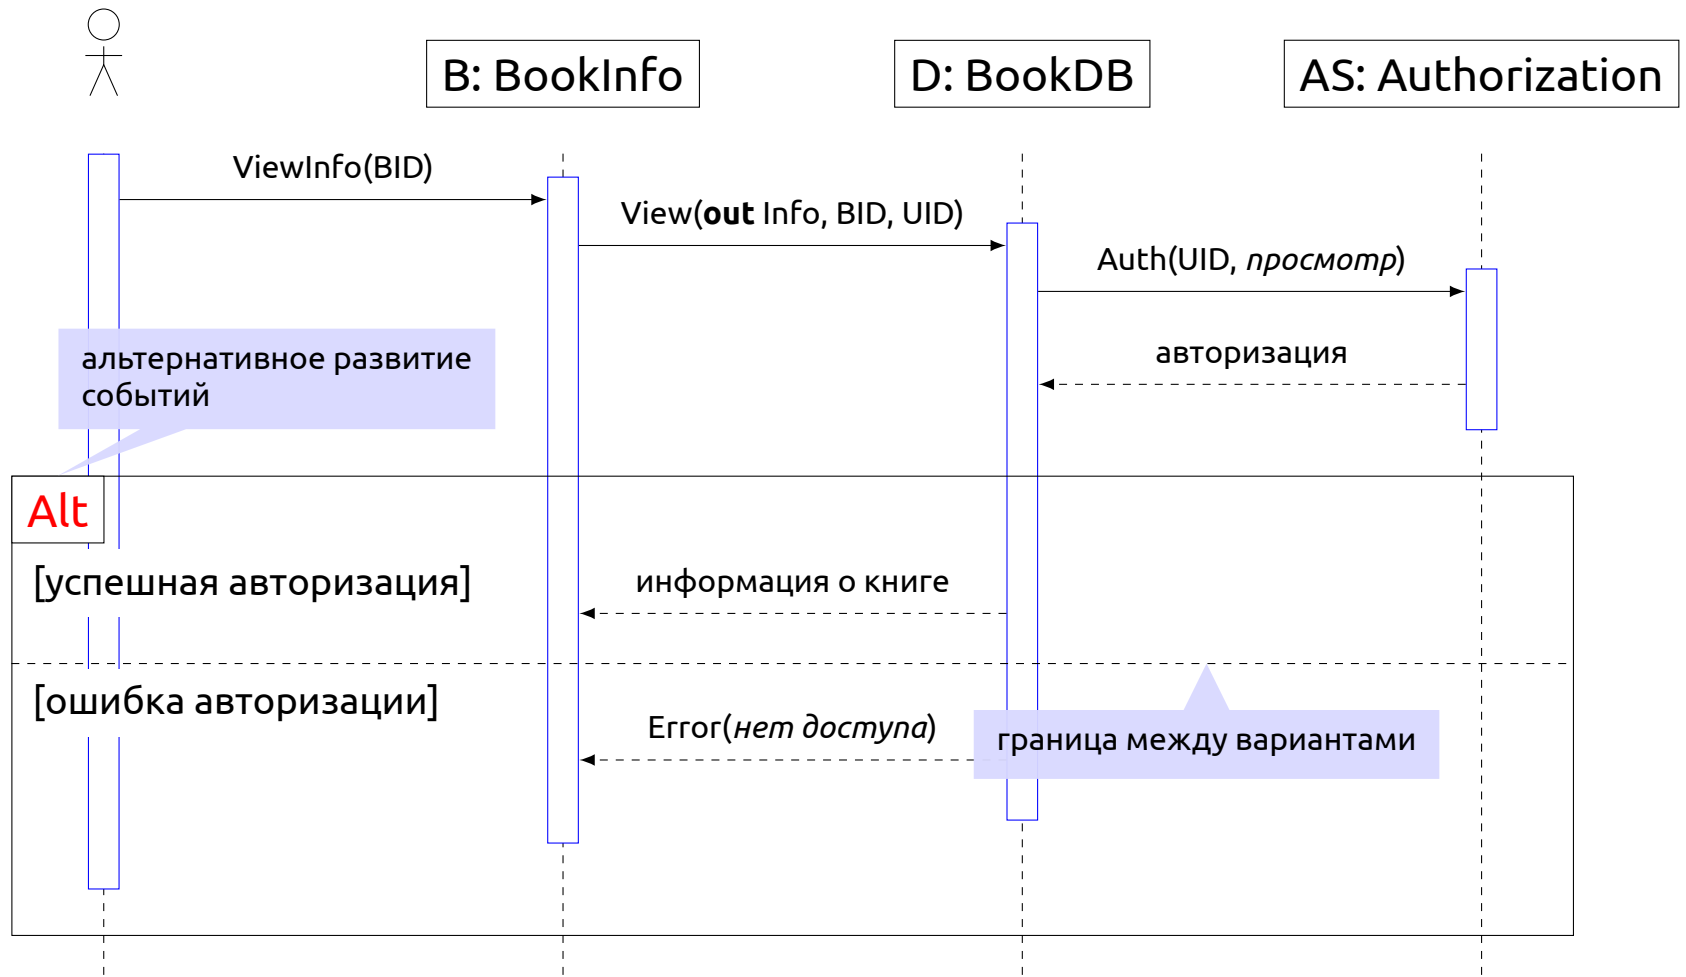 B: BookInfo
D: BookDB
AS: Authorization
ViewInfo(BID)
View(out Info, BID, UID)
Auth(UID, просмотр)
авторизация
альтернативное развитие
событий
Alt
[успешная авторизация]
информация о книге
[ошибка авторизации]
Error(нет доступа)
граница между вариантами